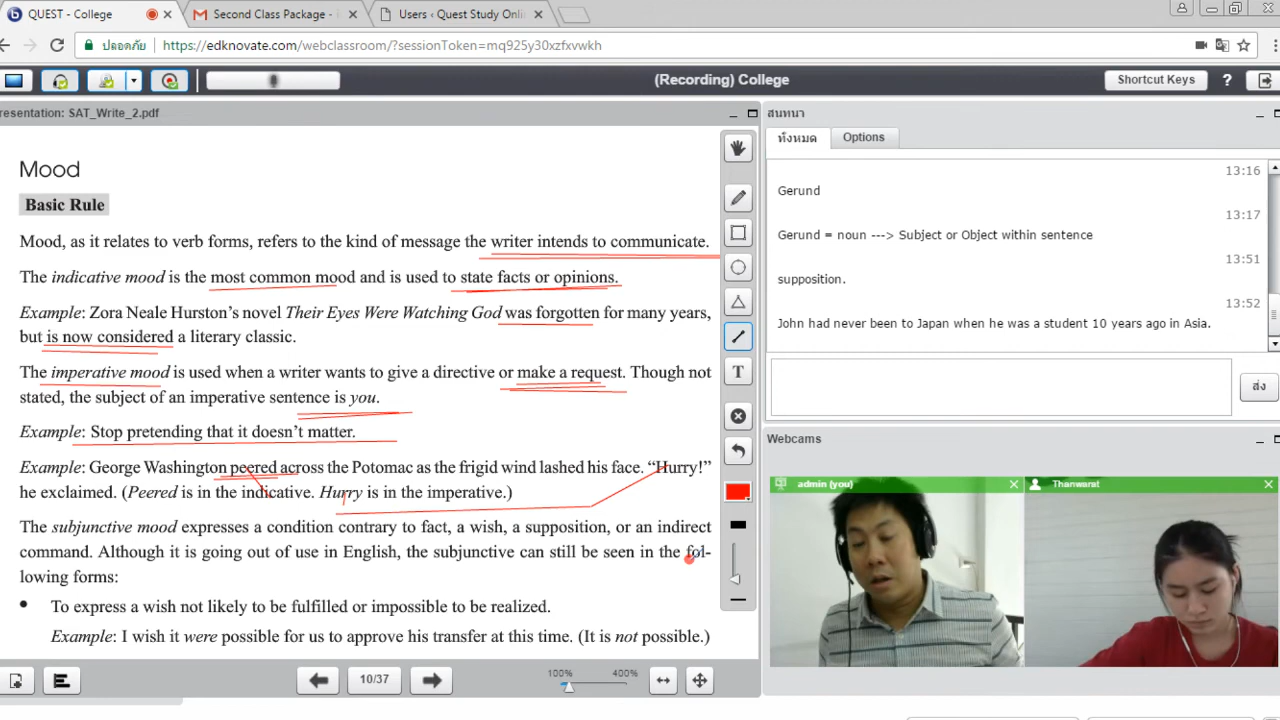 QUEST - College
Second Class Package -
Users ‹ Quest Study Onli
ปลอดภัย
https://edknovate.com/webclassroom/?sessionToken=mq925y30xzfxvwkh
(Recording) College
Shortcut Keys
?
resentation: SAT_Write_2.pdf
Mood
Basic Rule
Mood, as it relates to verb forms, refers to the kind of message the writer intends to communicate.
The indicative mood is the most common mood and is used to state facts or opinions.
Example: Zora Neale Hurston’s novel Their Eyes Were Watching God was forgotten for many years,
but is now considered a literary classic.
The imperative mood is used when a writer wants to give a directive or make a request. Though not
stated, the subject of an imperative sentence is you.
Example: Stop pretending that it doesn’t matter.
Example: George Washington peered across the Potomac as the frigid wind lashed his face. “Hurry!”
he exclaimed. (Peered is in the indicative. Hurry is in the imperative.)
The subjunctive mood expresses a condition contrary to fact, a wish, a supposition, or an indirect
command. Although it is going out of use in English, the subjunctive can still be seen in the fol-
lowing forms:
• To express a wish not likely to be fulfilled or impossible to be realized.
Example: I wish it were possible for us to approve his transfer at this time. (It is not possible.)
T
10/37
100%
400%
สนทนา
ทั้งหมด
Options
13:16
Gerund
13:17
Gerund = noun ---> Subject or Object within sentence
13:51
supposition.
13:52
John had never been to Japan when he was a student 10 years ago in Asia.
ส่ง
Webcams
admin (you)
Thanwarat